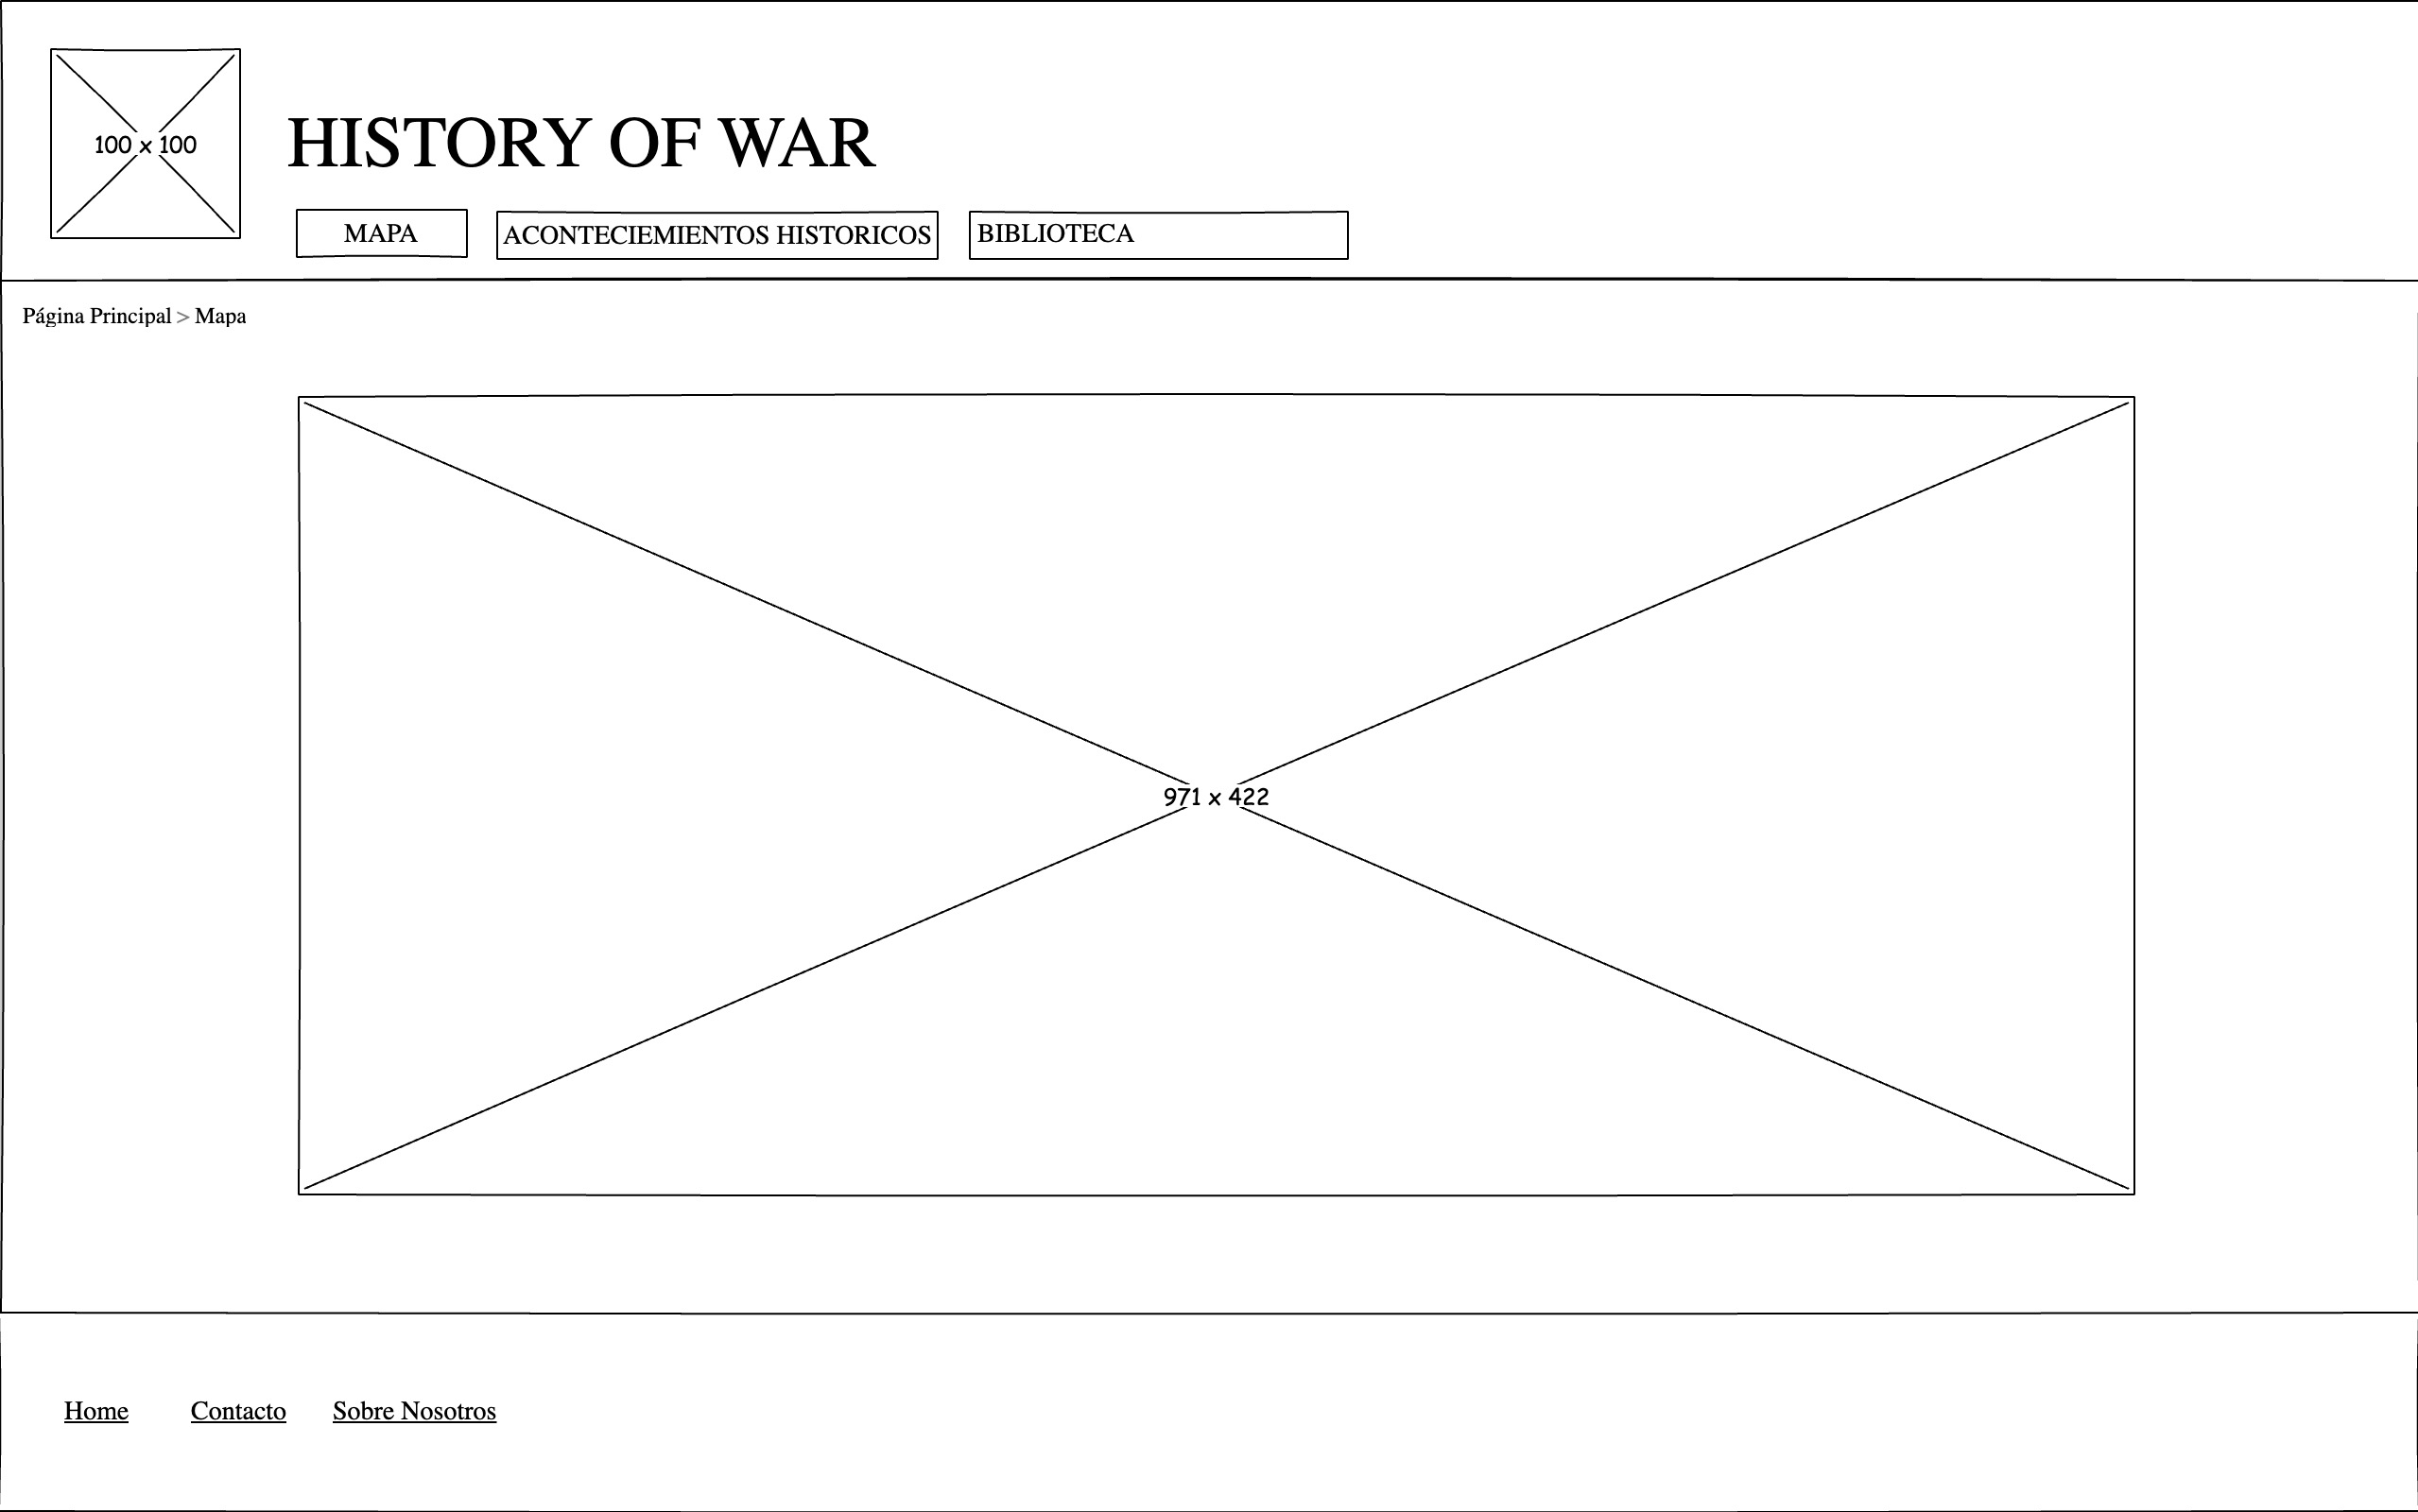 100 x 100
HISTORY OF WAR
MAPA
ACONTECIEMIENTOS HISTORICOS
BIBLIOTECA
Página Principal > Mapa
971 x 422
Home
Contacto
Sobre Nosotros